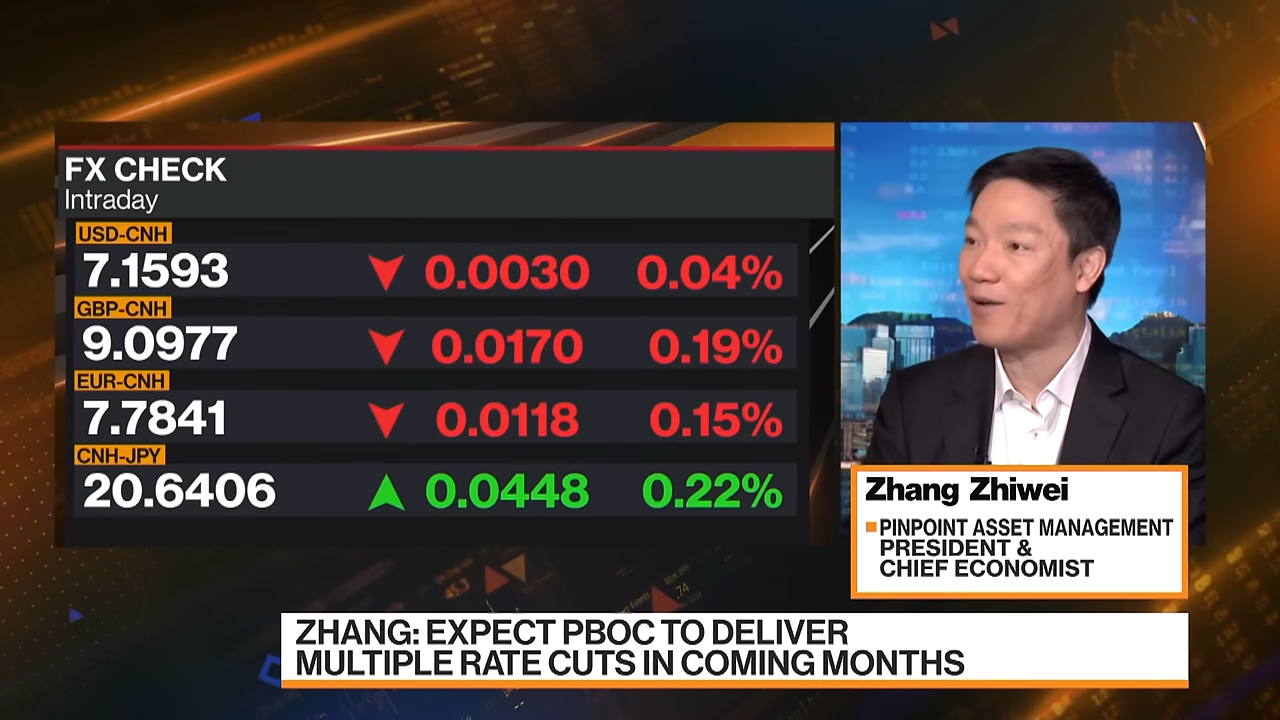 FX CHECK
Intraday
USD-CNH
7.1593 ▼ 0.0030 0.04%
GBP-CNH
9.0977 ▼ 0.0170 0.19%
EUR-CNH
7.7841 ▼ 0.0118 0.15%
CNH-JPY
20.6406 ▲ 0.0448 0.22%
Zhang Zhiwei
PINPOINT ASSET MANAGEMENT
PRESIDENT &
CHIEF ECONOMIST
ZHANG: EXPECT PBOC TO DELIVER
MULTIPLE RATE CUTS IN COMING MONTHS